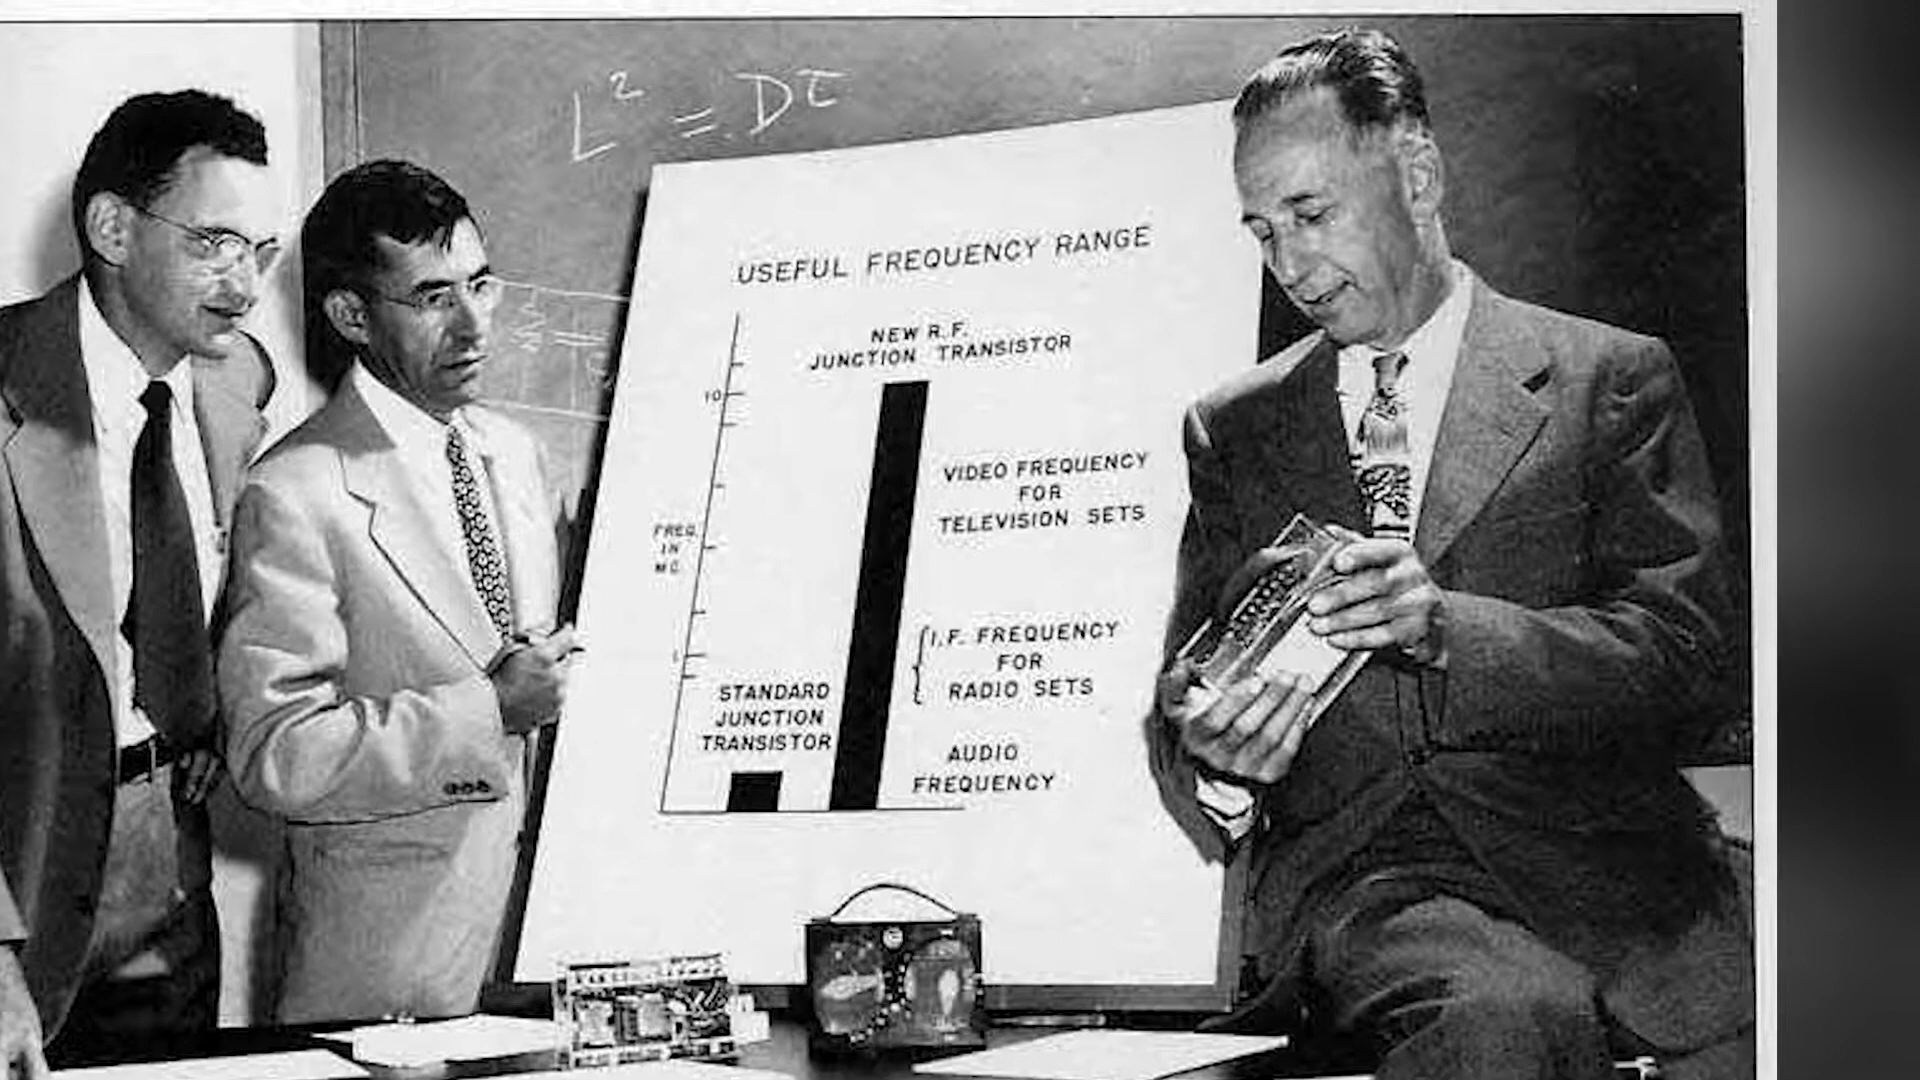 L² = Dτ
USEFUL FREQUENCY RANGE
NEW R.F.
JUNCTION TRANSISTOR
10
VIDEO FREQUENCY
FOR
TELEVISION SETS
FREQ.
IN
MC.
I.F. FREQUENCY
FOR
RADIO SETS
1
STANDARD
JUNCTION
TRANSISTOR
AUDIO
FREQUENCY